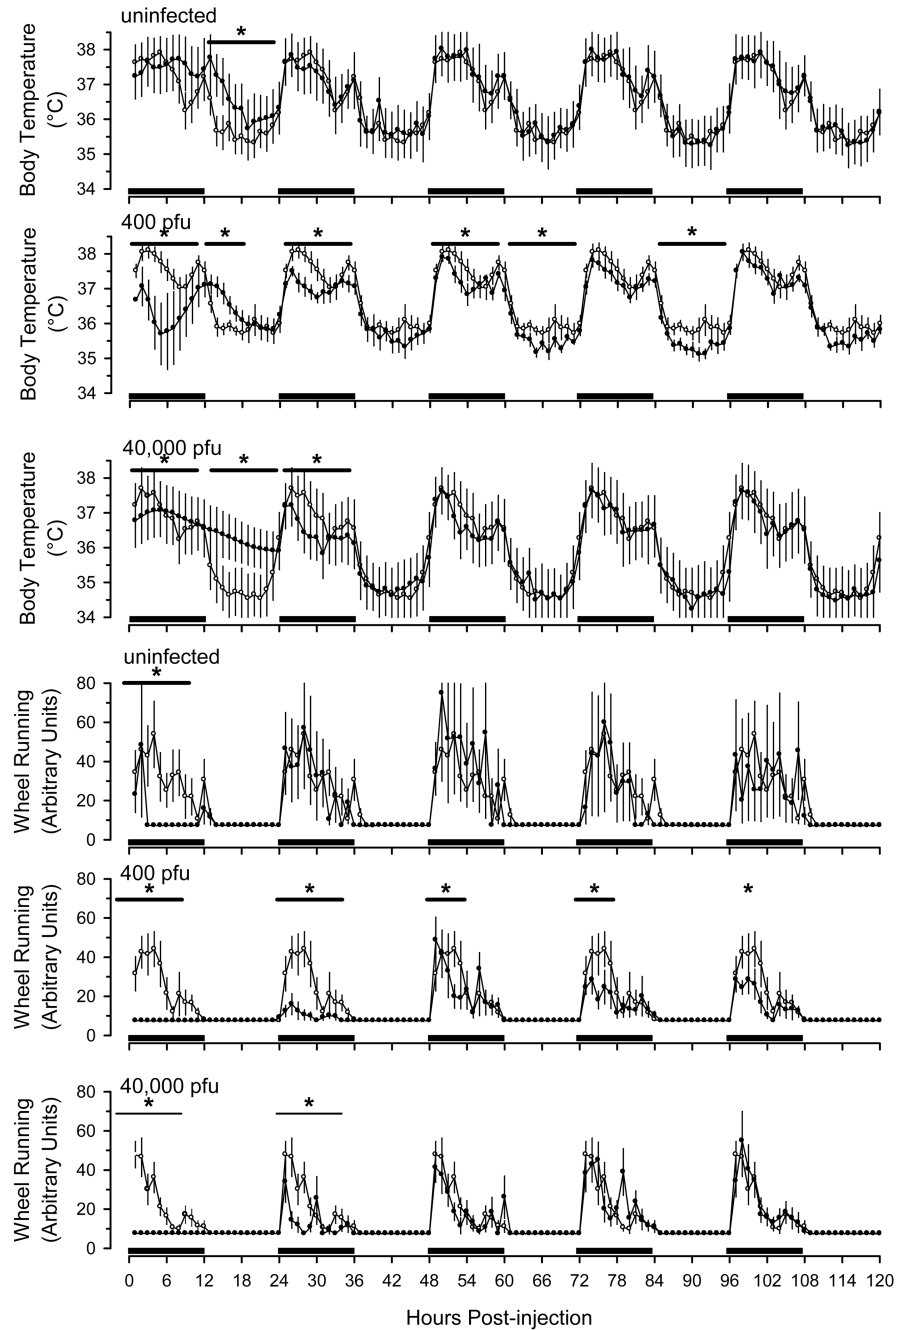 uninfected
*
Body Temperature
(°C)
38
37
36
35
34
400 pfu
* * * * * *
Body Temperature
(°C)
38
37
36
35
34
40,000 pfu
* * *
Body Temperature
(°C)
38
37
36
35
34
uninfected
*
Wheel Running
(Arbitrary Units)
80
60
40
20
0
400 pfu
* * * * *
Wheel Running
(Arbitrary Units)
80
60
40
20
0
40,000 pfu
* *
Wheel Running
(Arbitrary Units)
80
60
40
20
0
0 6 12 18 24 30 36 42 48 54 60 66 72 78 84 90 96 102 108 114 120
Hours Post-injection